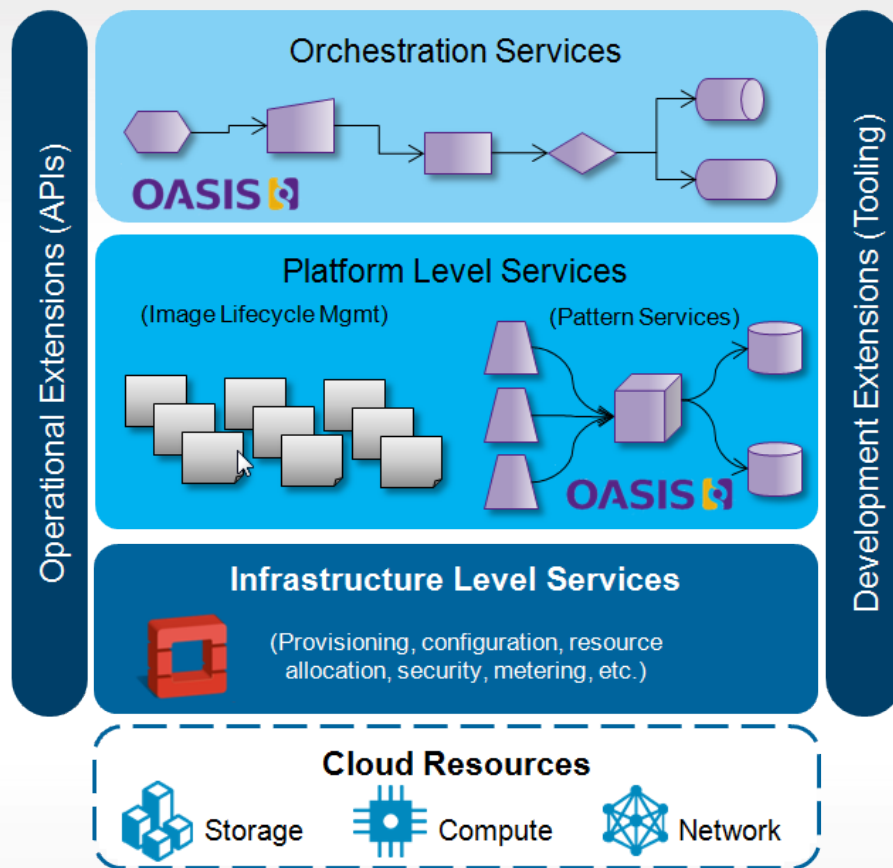 Operational Extensions (APIs)
Orchestration Services
OASIS
Platform Level Services
(Image Lifecycle Mgmt)
(Pattern Services)
OASIS
Infrastructure Level Services
(Provisioning, configuration, resource
allocation, security, metering, etc.)
Cloud Resources
Storage
Compute
Network
Development Extensions (Tooling)